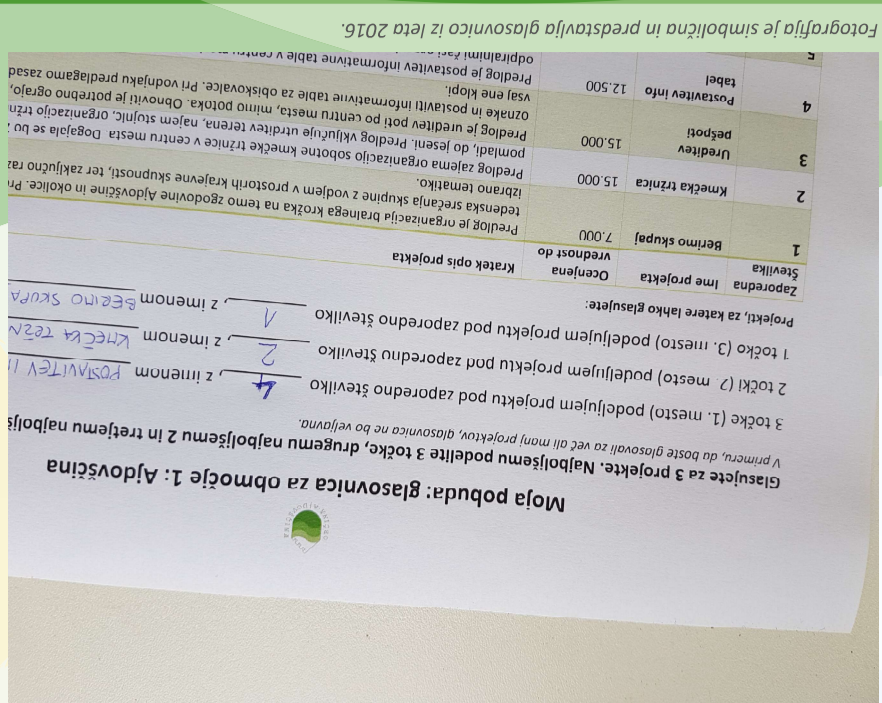 Moja pobuda: glasovnica za območje 1: Ajdovščina
Glasujete za 3 projekte. Najboljšemu podelite 3 točke, drugemu najboljšemu 2 in tretjemu
V primeru, da boste glasovali za več ali manj projektov, glasovnica ne bo veljavna.
3 točke (1. mesto) podeljujem projektu pod zaporedno številko 4, z imenom POSTAVITEV
2 točki (2. mesto) podeljujem projektu pod zaporedno številko 2, z imenom KMEČKA
1 točko (3. mesto) podeljujem projektu pod zaporedno številko 1, z imenom BERIMO
Projekti, za katere lahko glasujete:
Zaporedna številka Ime projekta Ocenjena vrednost do Kratek opis projekta
1 Berimo skupaj 7.000 Predlog je organizacija bralnega krožka na temo zgodovine Ajdovščine in okolice.
tedenska srečanja skupine z vodjem v prostorih krajevne skupnosti, ter zaključno
izbrano tematiko.
2 Kmečka tržnica 15.000 Predlog zajema organizacijo sobotne kmečke tržnice v centru mesta Dogajala se bo
pomladi, do jeseni. Predlog vključuje utrditev terena, najem stojnic, organizacijo
3 Ureditev pešpoti 15.000 Predlog je ureditev poti po centru mesta, mimo potoka. Obnoviti je potrebno ograjo,
oznake in postaviti informativne table za obiskovalce. Pri vodnjaku predlagamo
vsaj ene klopi.
4 Postavitev info tabel 12.500 Predlog je postavitev informativne table v centru
odpiralnimi
5
Fotografija je simbolična in predstavlja glasovnico iz leta 2016.